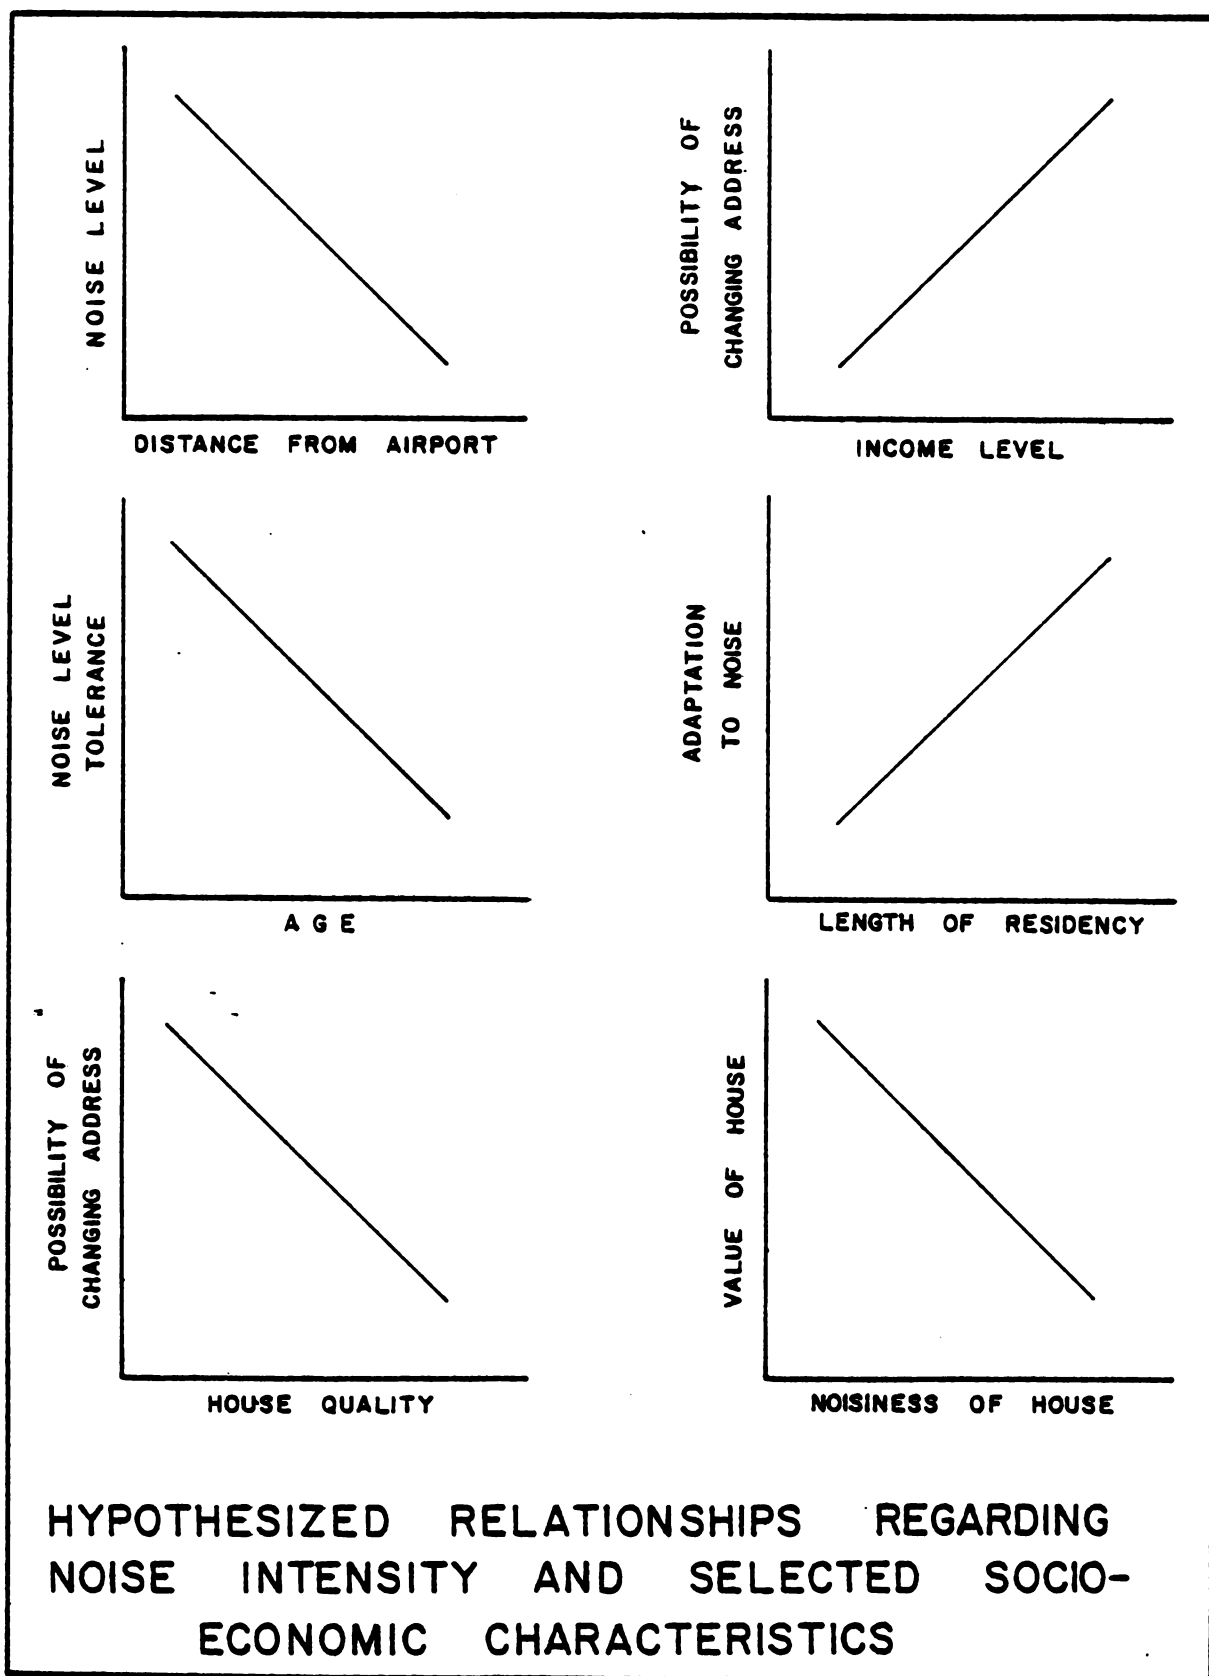 NOISE LEVEL
DISTANCE FROM AIRPORT
POSSIBILITY OF
CHANGING ADDRESS
INCOME LEVEL
NOISE LEVEL
TOLERANCE
AGE
ADAPTATION
TO NOISE
LENGTH OF RESIDENCY
POSSIBILITY OF
CHANGING ADDRESS
HOUSE QUALITY
VALUE OF HOUSE
NOISINESS OF HOUSE
HYPOTHESIZED RELATIONSHIPS REGARDING
NOISE INTENSITY AND SELECTED SOCIO-
ECONOMIC CHARACTERISTICS